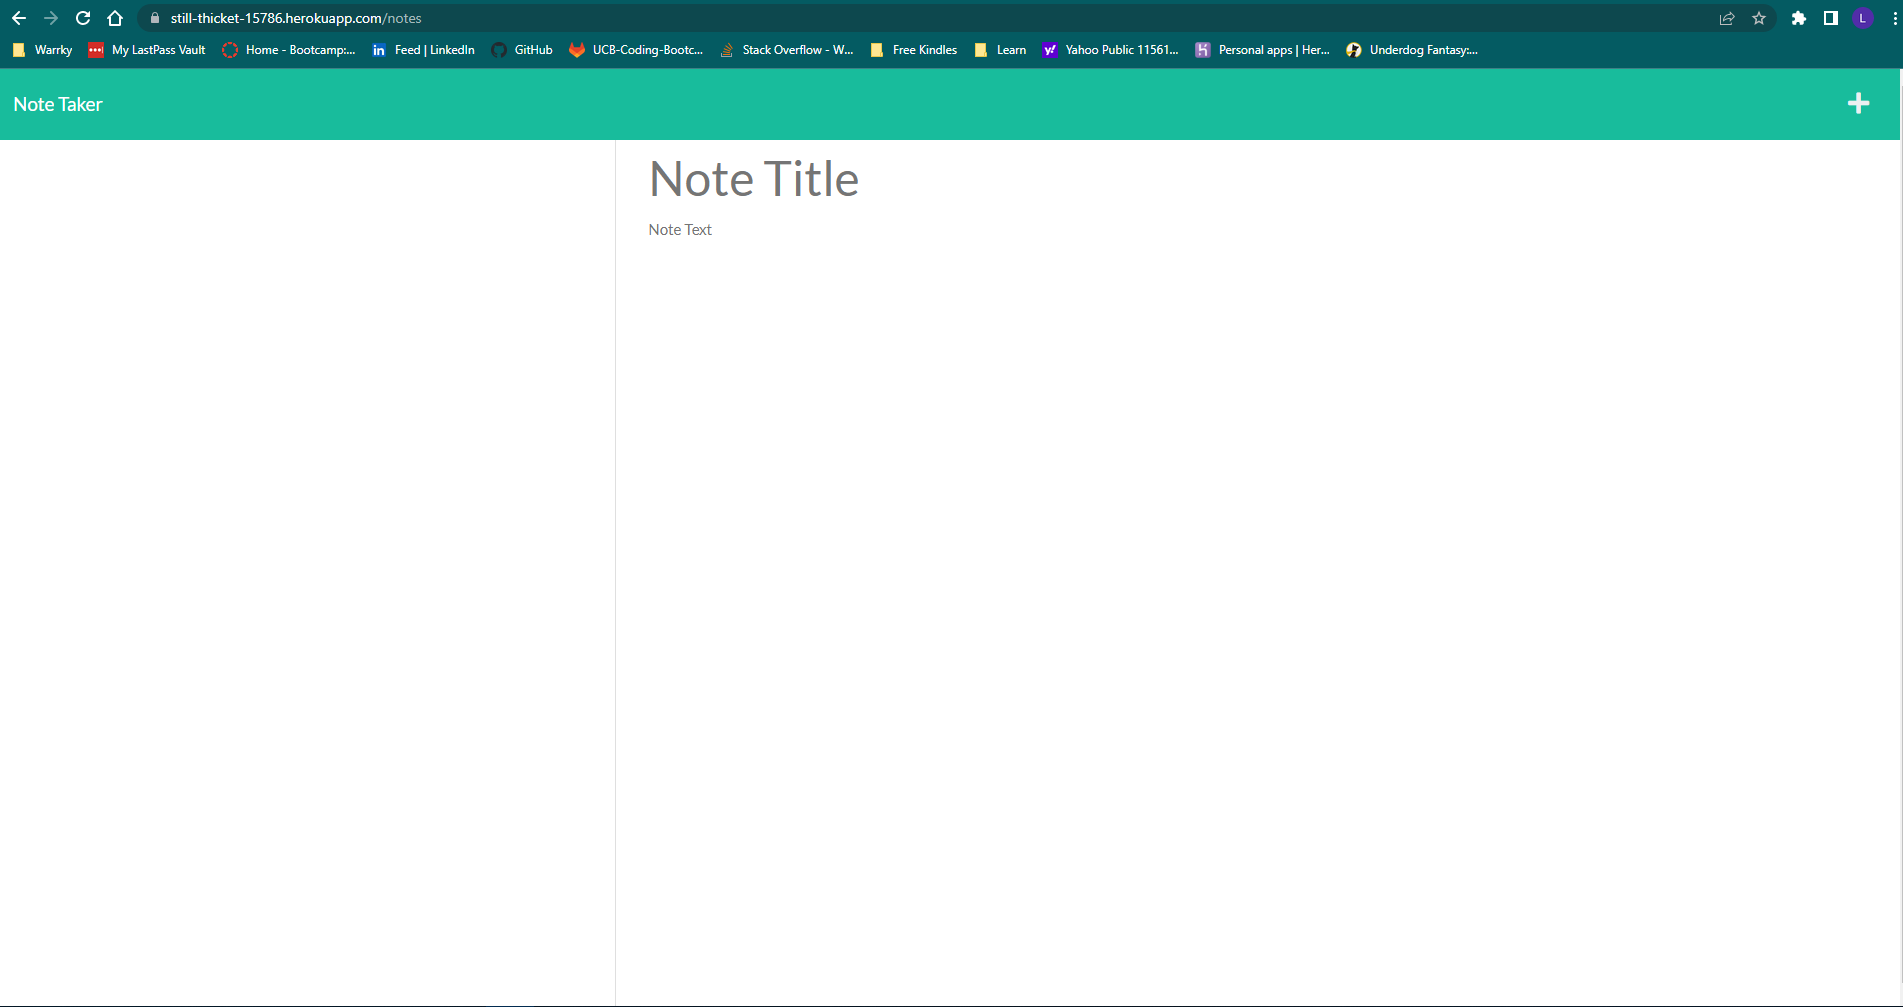 still-thicket-15786.herokuapp.com/notes
L
Warrky My LastPass Vault Home - Bootcamp:... in Feed | LinkedIn GitHub UCB-Coding-Bootc... Stack Overflow - W... Free Kindles Learn y! Yahoo Public 11561... H Personal apps | Her... Underdog Fantasy:...
Note Taker
Note Title
Note Text